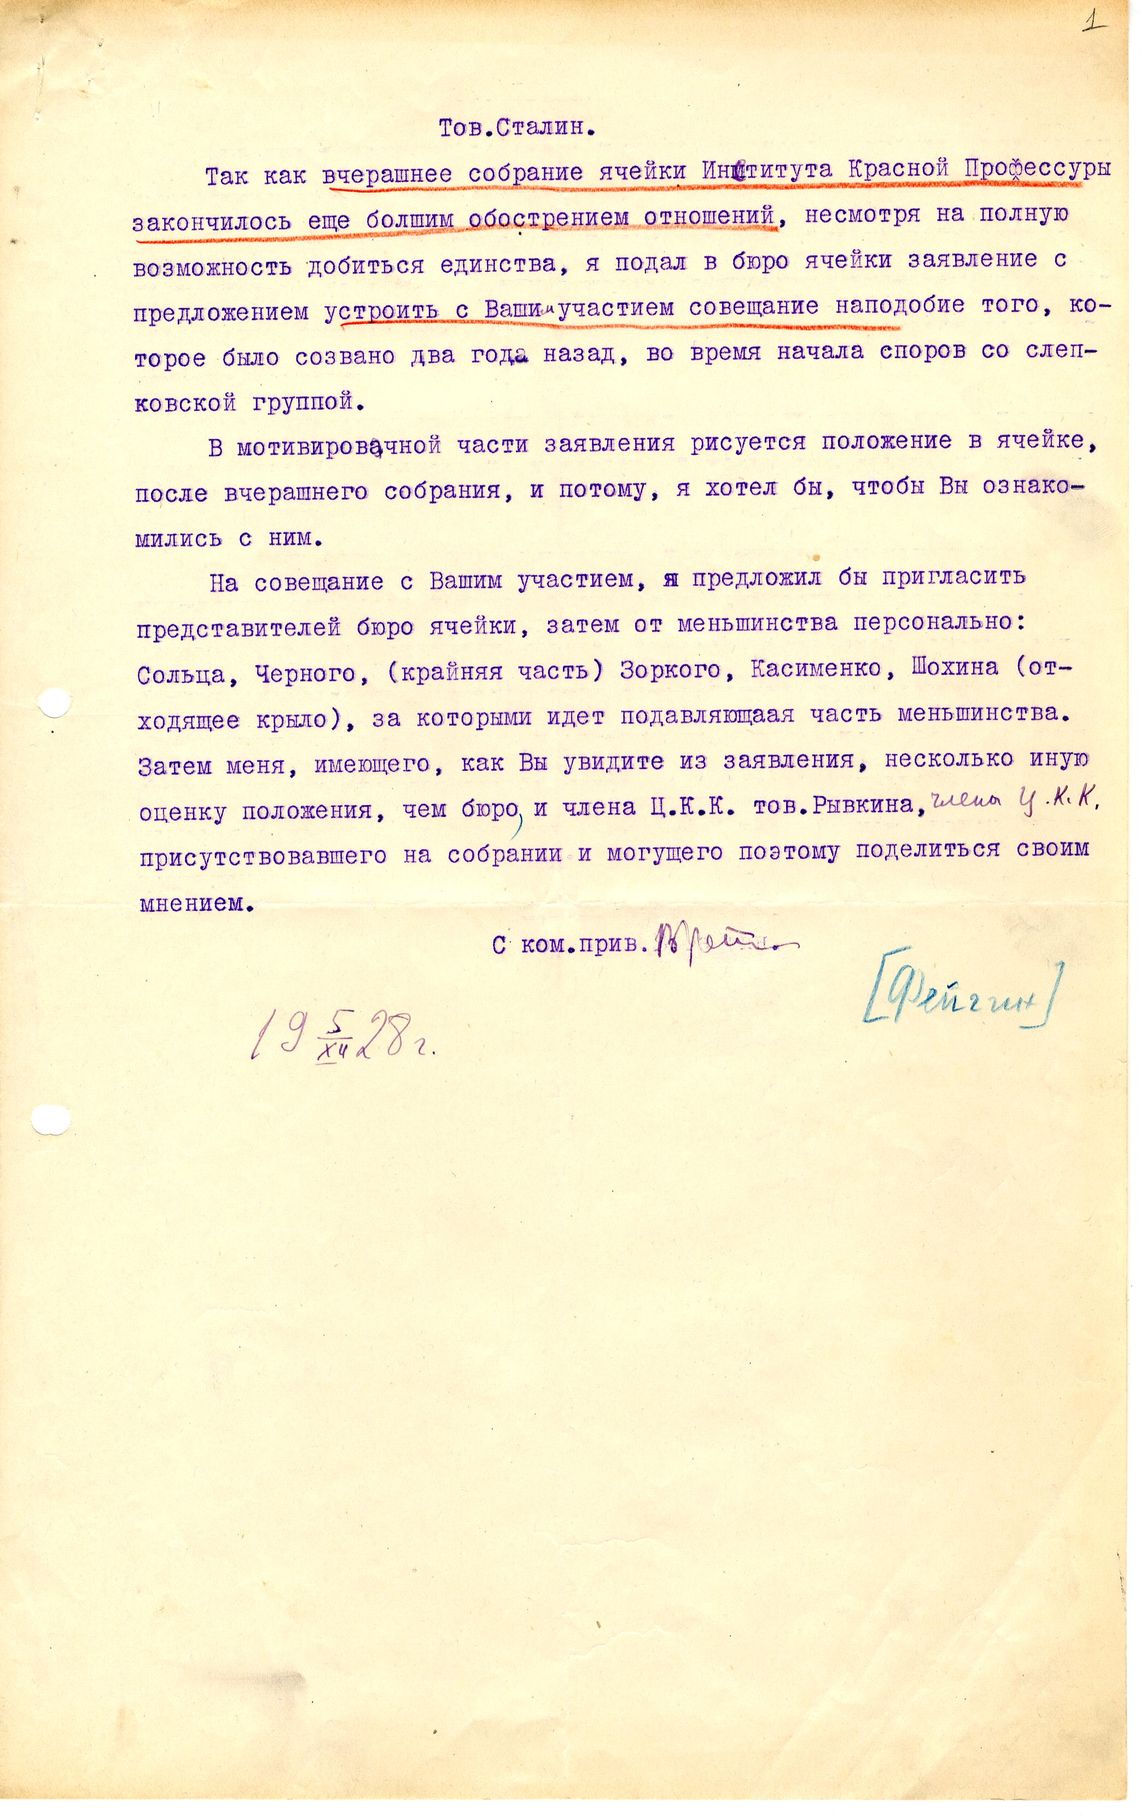 1
Тов.Сталин.
Так как вчерашнее собрание ячейки Института Красной Профессуры
закончилось еще болшим обострением отношений, несмотря на полную
возможность добиться единства, я подал в бюро ячейки заявление с
предложением устроить с Вашим участием совещание наподобие того, ко-
торое было созвано два года назад, во время начала споров со слеп-
ковской группой.
В мотивировачной части заявления рисуется положение в ячейке,
после вчерашнего собрания, и потому, я хотел бы, чтобы Вы ознако-
мились с ним.
На совещание с Вашим участием, я предложил бы пригласить
представителей бюро ячейки, затем от меньшинства персонально:
Сольца, Черного, (крайняя часть) Зоркого, Касименко, Шохина (от-
ходящее крыло), за которыми идет подавляющаая часть меньшинства.
Затем меня, имеющего, как Вы увидите из заявления, несколько иную
оценку положения, чем бюро, и члена Ц.К.К. тов.Рывкина, члена Ц.К.К.
присутствовавшего на собрании и могущего поэтому поделиться своим
мнением.
С ком.прив.
[Фейгин]
19 5/XII 28 г.